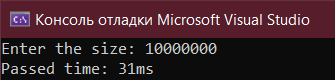 Консоль отладки Microsoft Visual Studio
Enter the size: 10000000
Passed time: 31ms